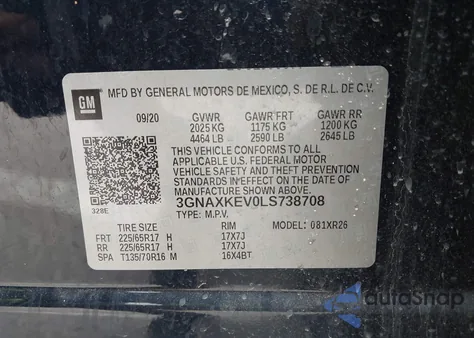 GM
MFD BY GENERAL MOTORS DE MEXICO, S. DE R.L. DE C.V.
09/20 GVWR GAWR FRT GAWR RR
2025 KG 1175 KG 1200 KG
4464 LB 2590 LB 2645 LB
THIS VEHICLE CONFORMS TO ALL
APPLICABLE U.S. FEDERAL MOTOR
VEHICLE SAFETY
STANDARDS IN EFFECT ON THE DATE OF
MANUFACTURE SHOWN ABOVE.
3GNAXKEV0LS738708
TYPE: M.P.V.
328E
MODEL: 081XR26
TIRE SIZE RIM
FRT 225/65R17 H 17X7J
RR 225/65R17 H 17X7J
SPA T135/70R16 M 16X4BT
autoSnap